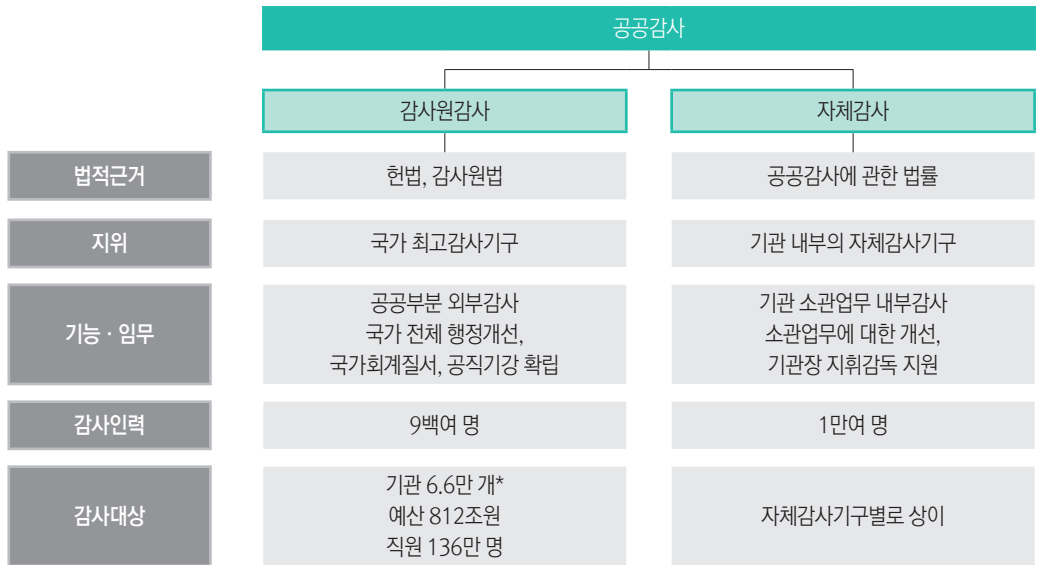 공공감사
감사원감사
자체감사
법적근거
헌법, 감사원법
공공감사에 관한 법률
지위
국가 최고감사기구
기관 내부의 자체감사기구
기능 · 임무
공공부분 외부감사
국가 전체 행정개선,
국가회계질서, 공직기강 확립
기관 소관업무 내부감사
소관업무에 대한 개선,
기관장 지휘감독 지원
감사인력
9백여 명
1만여 명
감사대상
기관 6.6만 개*
예산 812조원
직원 136만 명
자체감사기구별로 상이